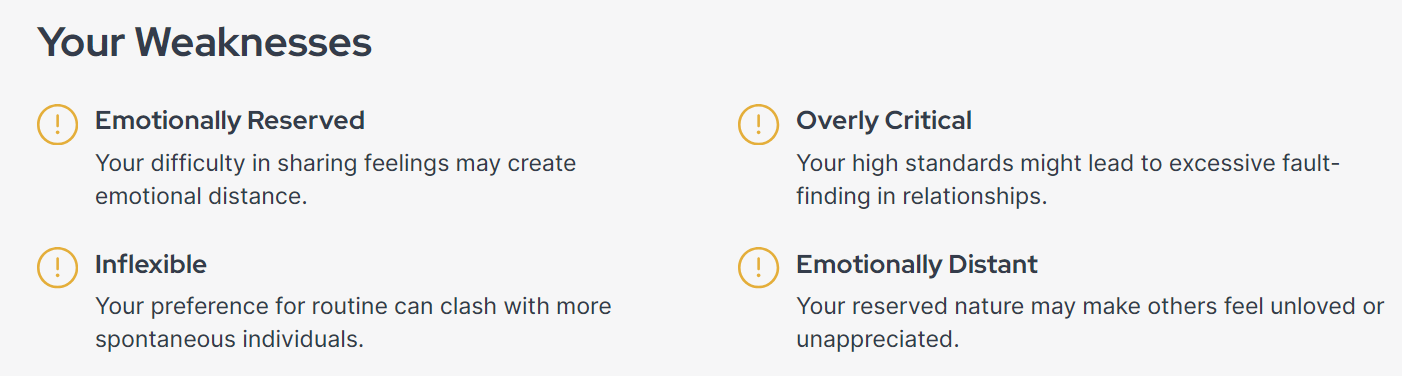 Your Weaknesses
Emotionally Reserved
Your difficulty in sharing feelings may create
emotional distance.
Overly Critical
Your high standards might lead to excessive fault-
finding in relationships.
Inflexible
Your preference for routine can clash with more
spontaneous individuals.
Emotionally Distant
Your reserved nature may make others feel unloved or
unappreciated.